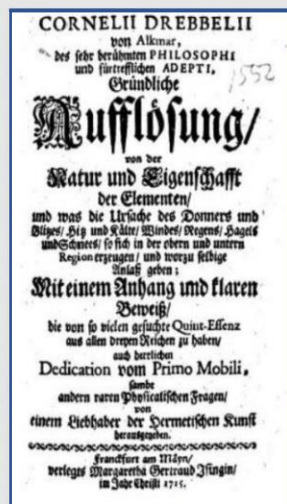 CORNELII DREBBELII
von Alkmar,
des sehr berühmten PHILOSOPHI
und fürtrefflichen ADEPTI,
Gründliche
Aufflösung/
von der
Natur und Eigenschafft
der Elementen/
und was die Ursache des Donners und
Blitzes/ Hitz und Kälte/ Windes/ Regens/ Hagels
und Schnees/ so sich in der obern und untern
Region erzeugen/ und worzu selbige
Anlaß geben;
Mit einem Anhang und klaren
Beweiß/
die von so vielen gesuchte Quint-Essenz
aus allen dreyen Reichen zu haben/
auch herrlichen
Dedication vom Primo Mobili,
sambt
andern raren Physicalischen Fragen/
von
einem Liebhaber der Hermetischen Kunst
herausgegeben.
Franckfurt am Mäyn/
verlegts Margaretha Gertraud Isingin/
im Jahr Christi 1715.
1552